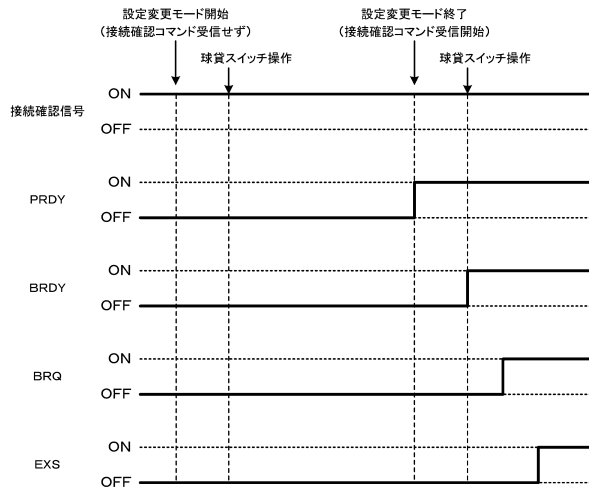 設定変更モード開始
（接続確認コマンド受信せず）
設定変更モード終了
（接続確認コマンド受信開始）
球貸スイッチ操作
球貸スイッチ操作
接続確認信号
ON
OFF
PRDY
ON
OFF
BRDY
ON
OFF
BRQ
ON
OFF
EXS
ON
OFF